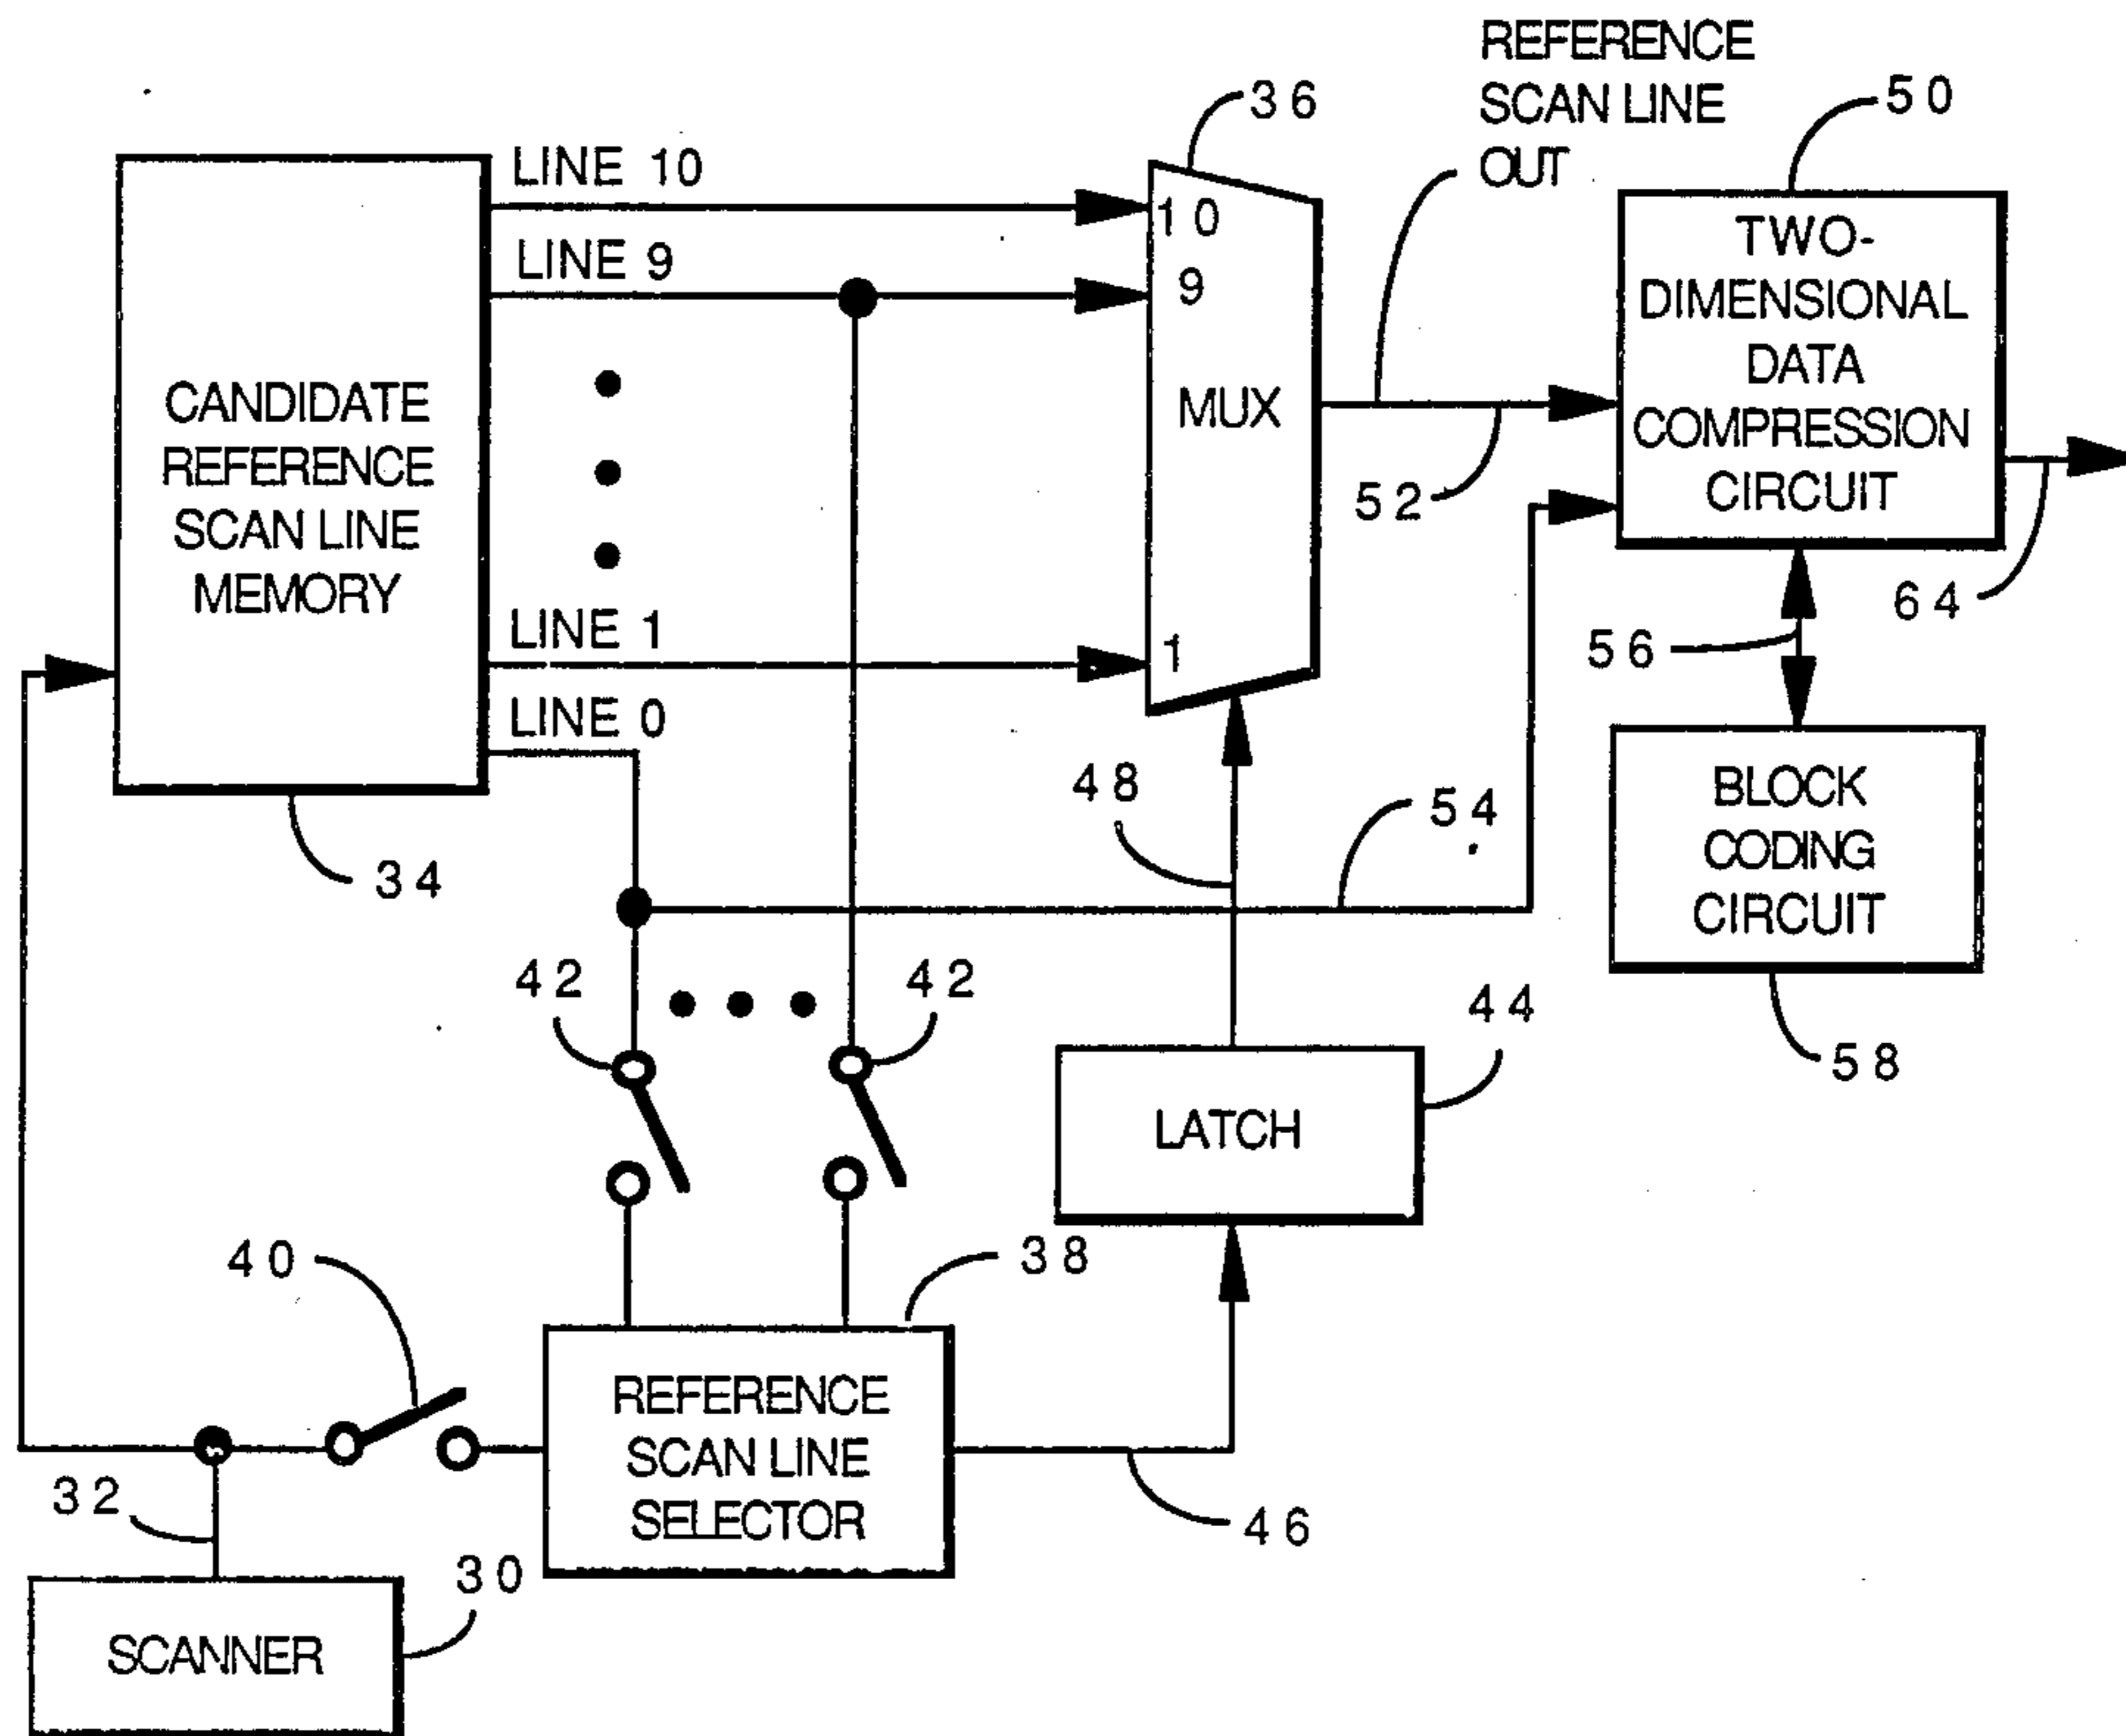 REFERENCE
SCAN LINE
OUT
36
50
LINE 10
10
LINE 9
9
CANDIDATE
REFERENCE
SCAN LINE
MEMORY
MUX
TWO-
DIMENSIONAL
DATA
COMPRESSION
CIRCUIT
52
64
LINE 1
1
LINE 0
56
34
48
54
BLOCK
CODING
CIRCUIT
58
42
42
44
LATCH
40
38
REFERENCE
SCAN LINE
SELECTOR
46
32
30
SCANNER